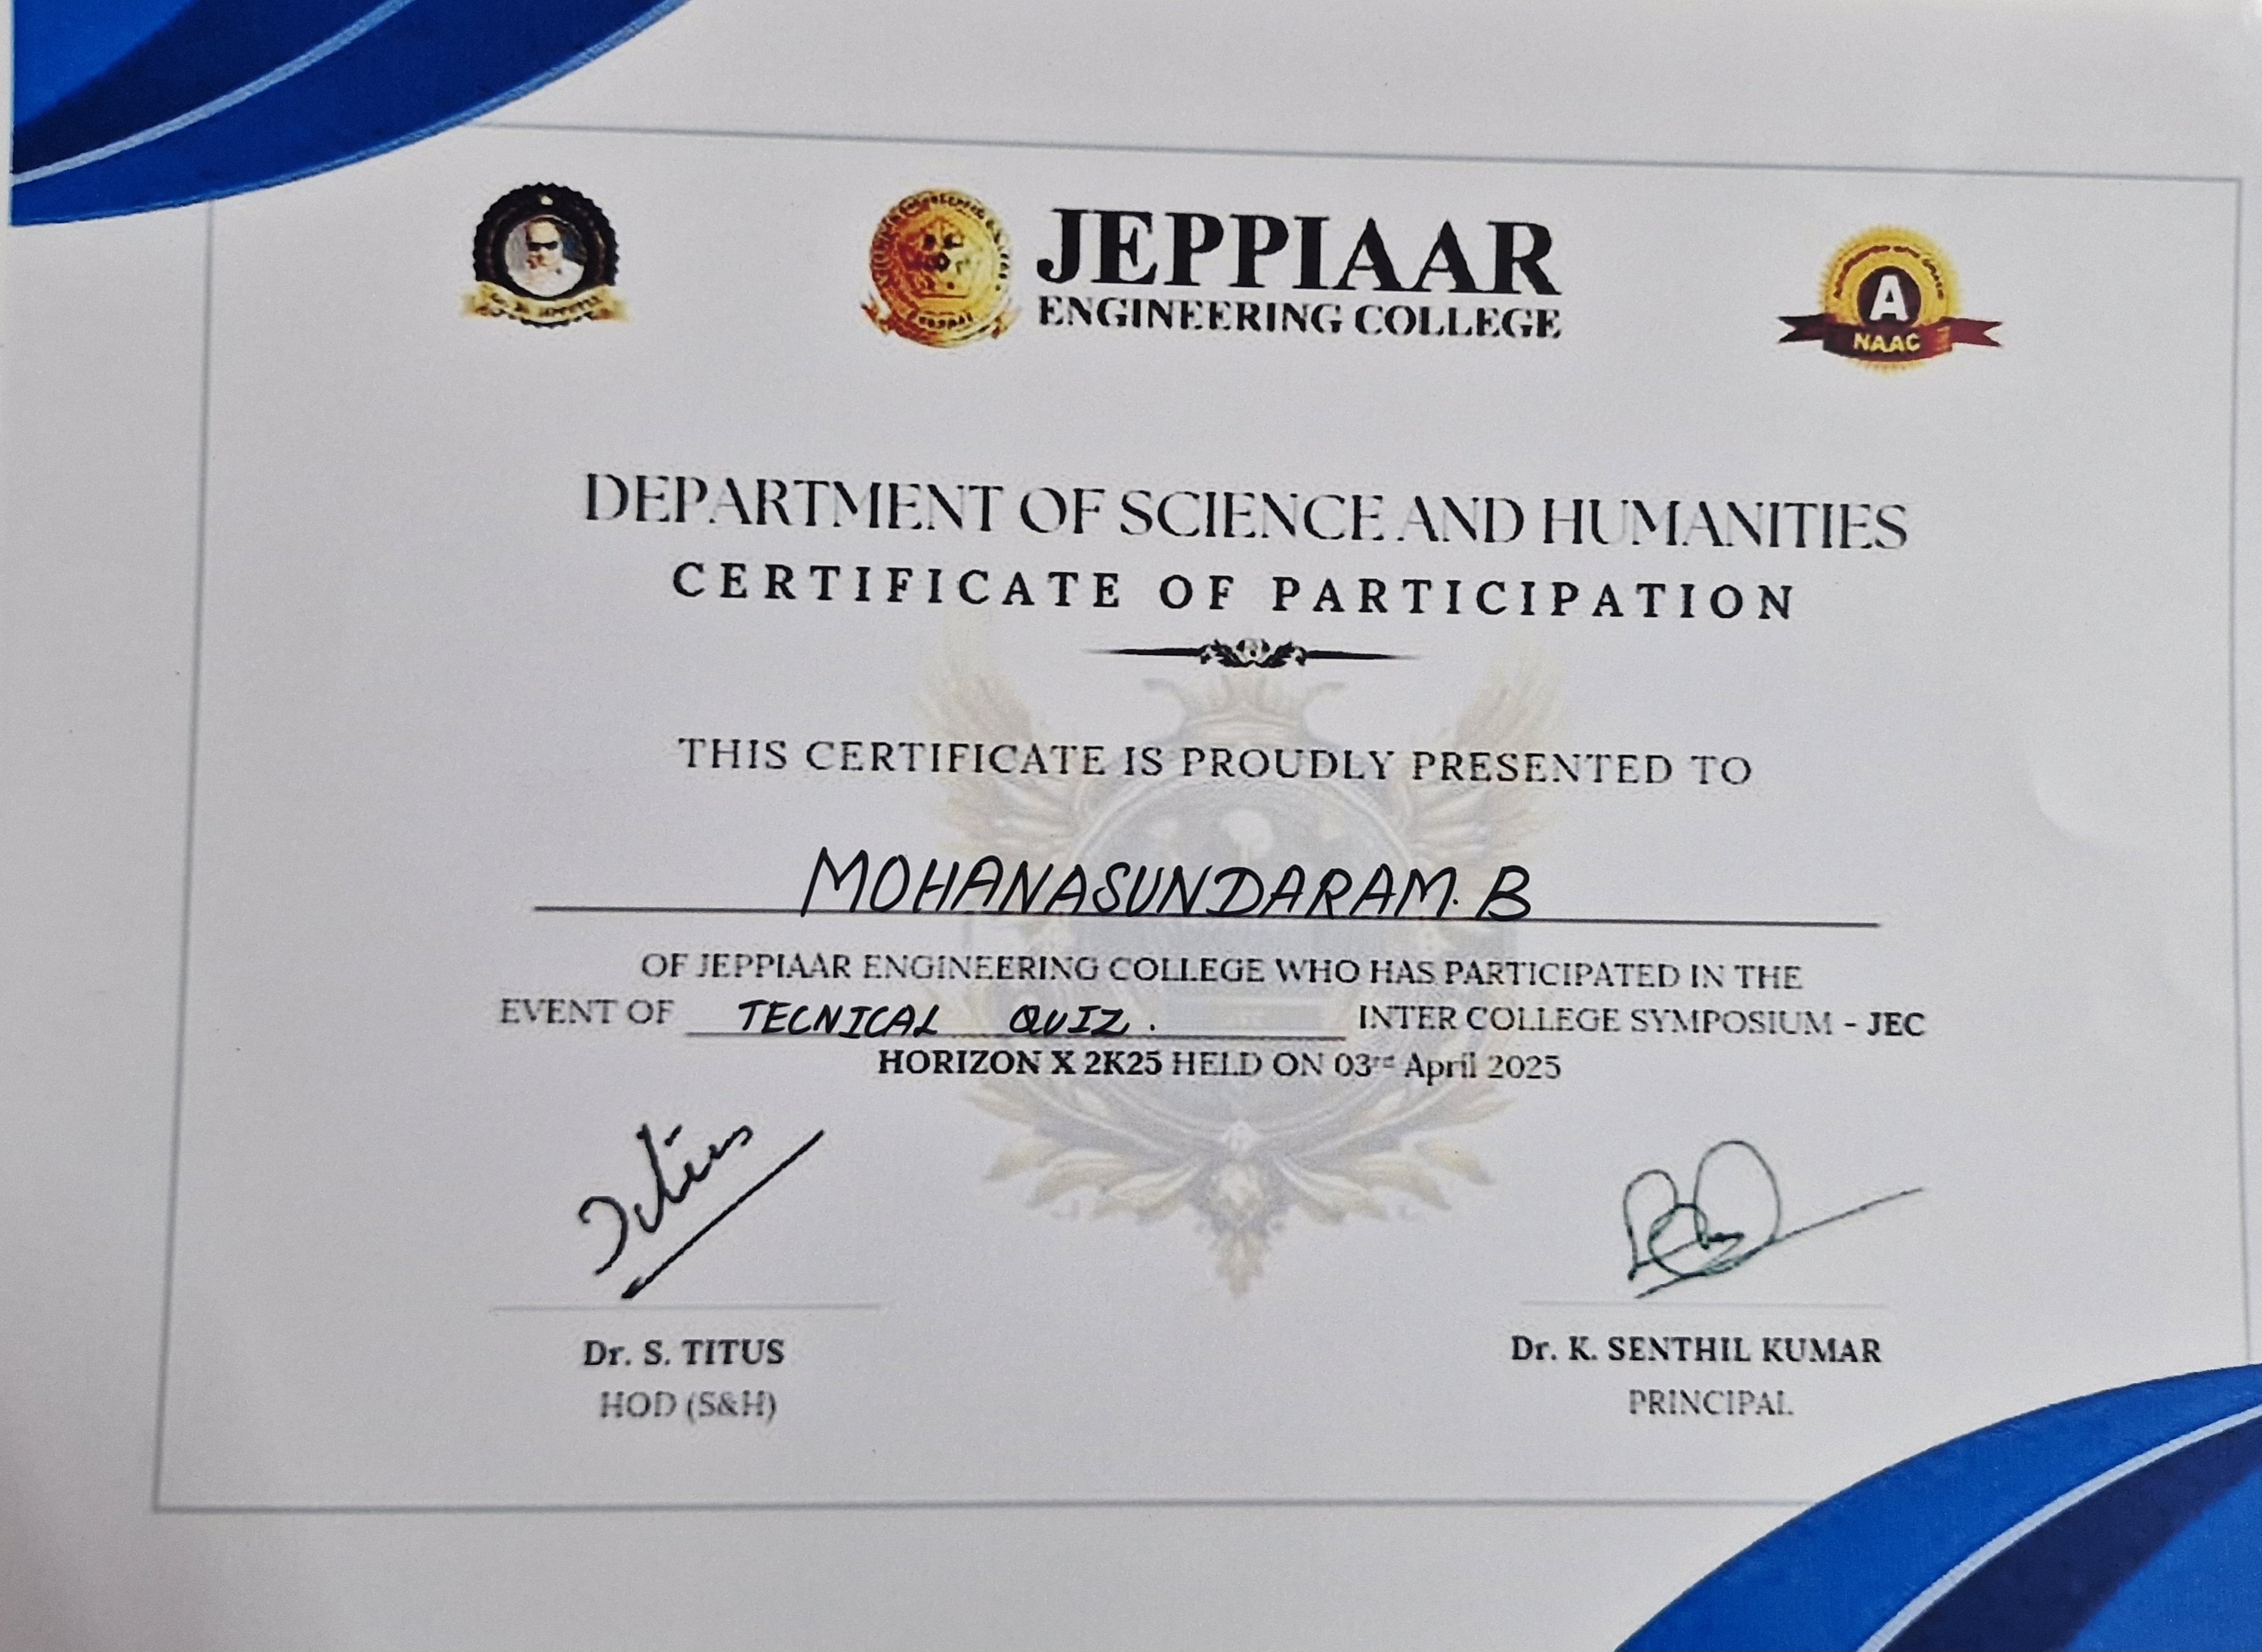 JEPPIAAR
ENGINEERING COLLEGE
A
NAAC
DEPARTMENT OF SCIENCE AND HUMANITIES
CERTIFICATE OF PARTICIPATION
THIS CERTIFICATE IS PROUDLY PRESENTED TO
MOHANASUNDARAM. B
OF JEPPIAAR ENGINEERING COLLEGE WHO HAS PARTICIPATED IN THE
EVENT OF TECNICAL QUIZ. INTER COLLEGE SYMPOSIUM - JEC
HORIZON X 2K25 HELD ON 03rd April 2025
Titus
Dr. S. TITUS
HOD (S&H)
Dr. K. SENTHIL KUMAR
PRINCIPAL